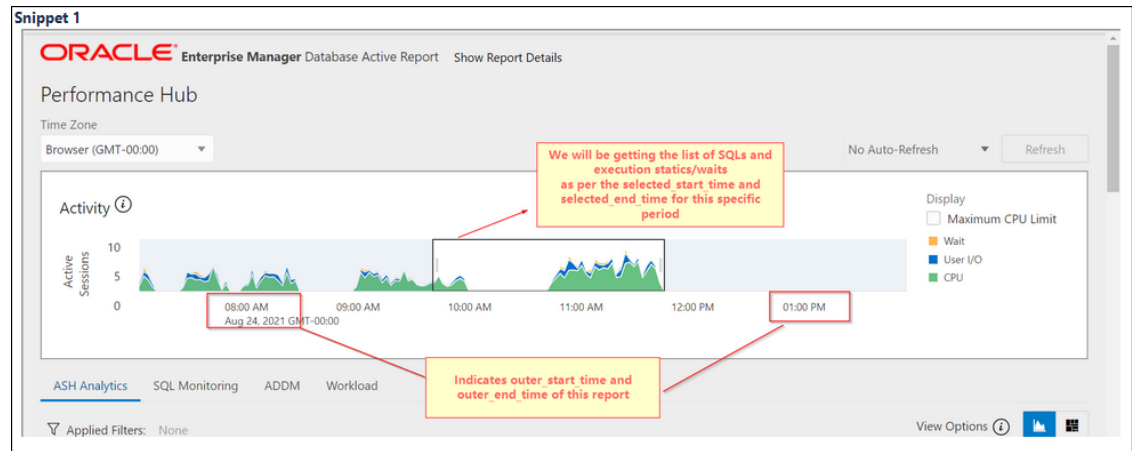 Snippet 1
ORACLE Enterprise Manager Database Active Report Show Report Details
Performance Hub
Time Zone
Browser (GMT-00:00)
No Auto-Refresh
Refresh
We will be getting the list of SQLs and
execution statics/waits
as per the selected_start_time and
selected_end_time for this specific
period
Activity
Display
Maximum CPU Limit
Wait
User I/O
CPU
Active
Sessions
10
5
0
08:00 AM 09:00 AM 10:00 AM 11:00 AM 12:00 PM 01:00 PM
Aug 24, 2021 GMT-00:00
Indicates outer_start_time and
outer_end_time of this report
ASH Analytics SQL Monitoring ADDM Workload
Applied Filters: None
View Options